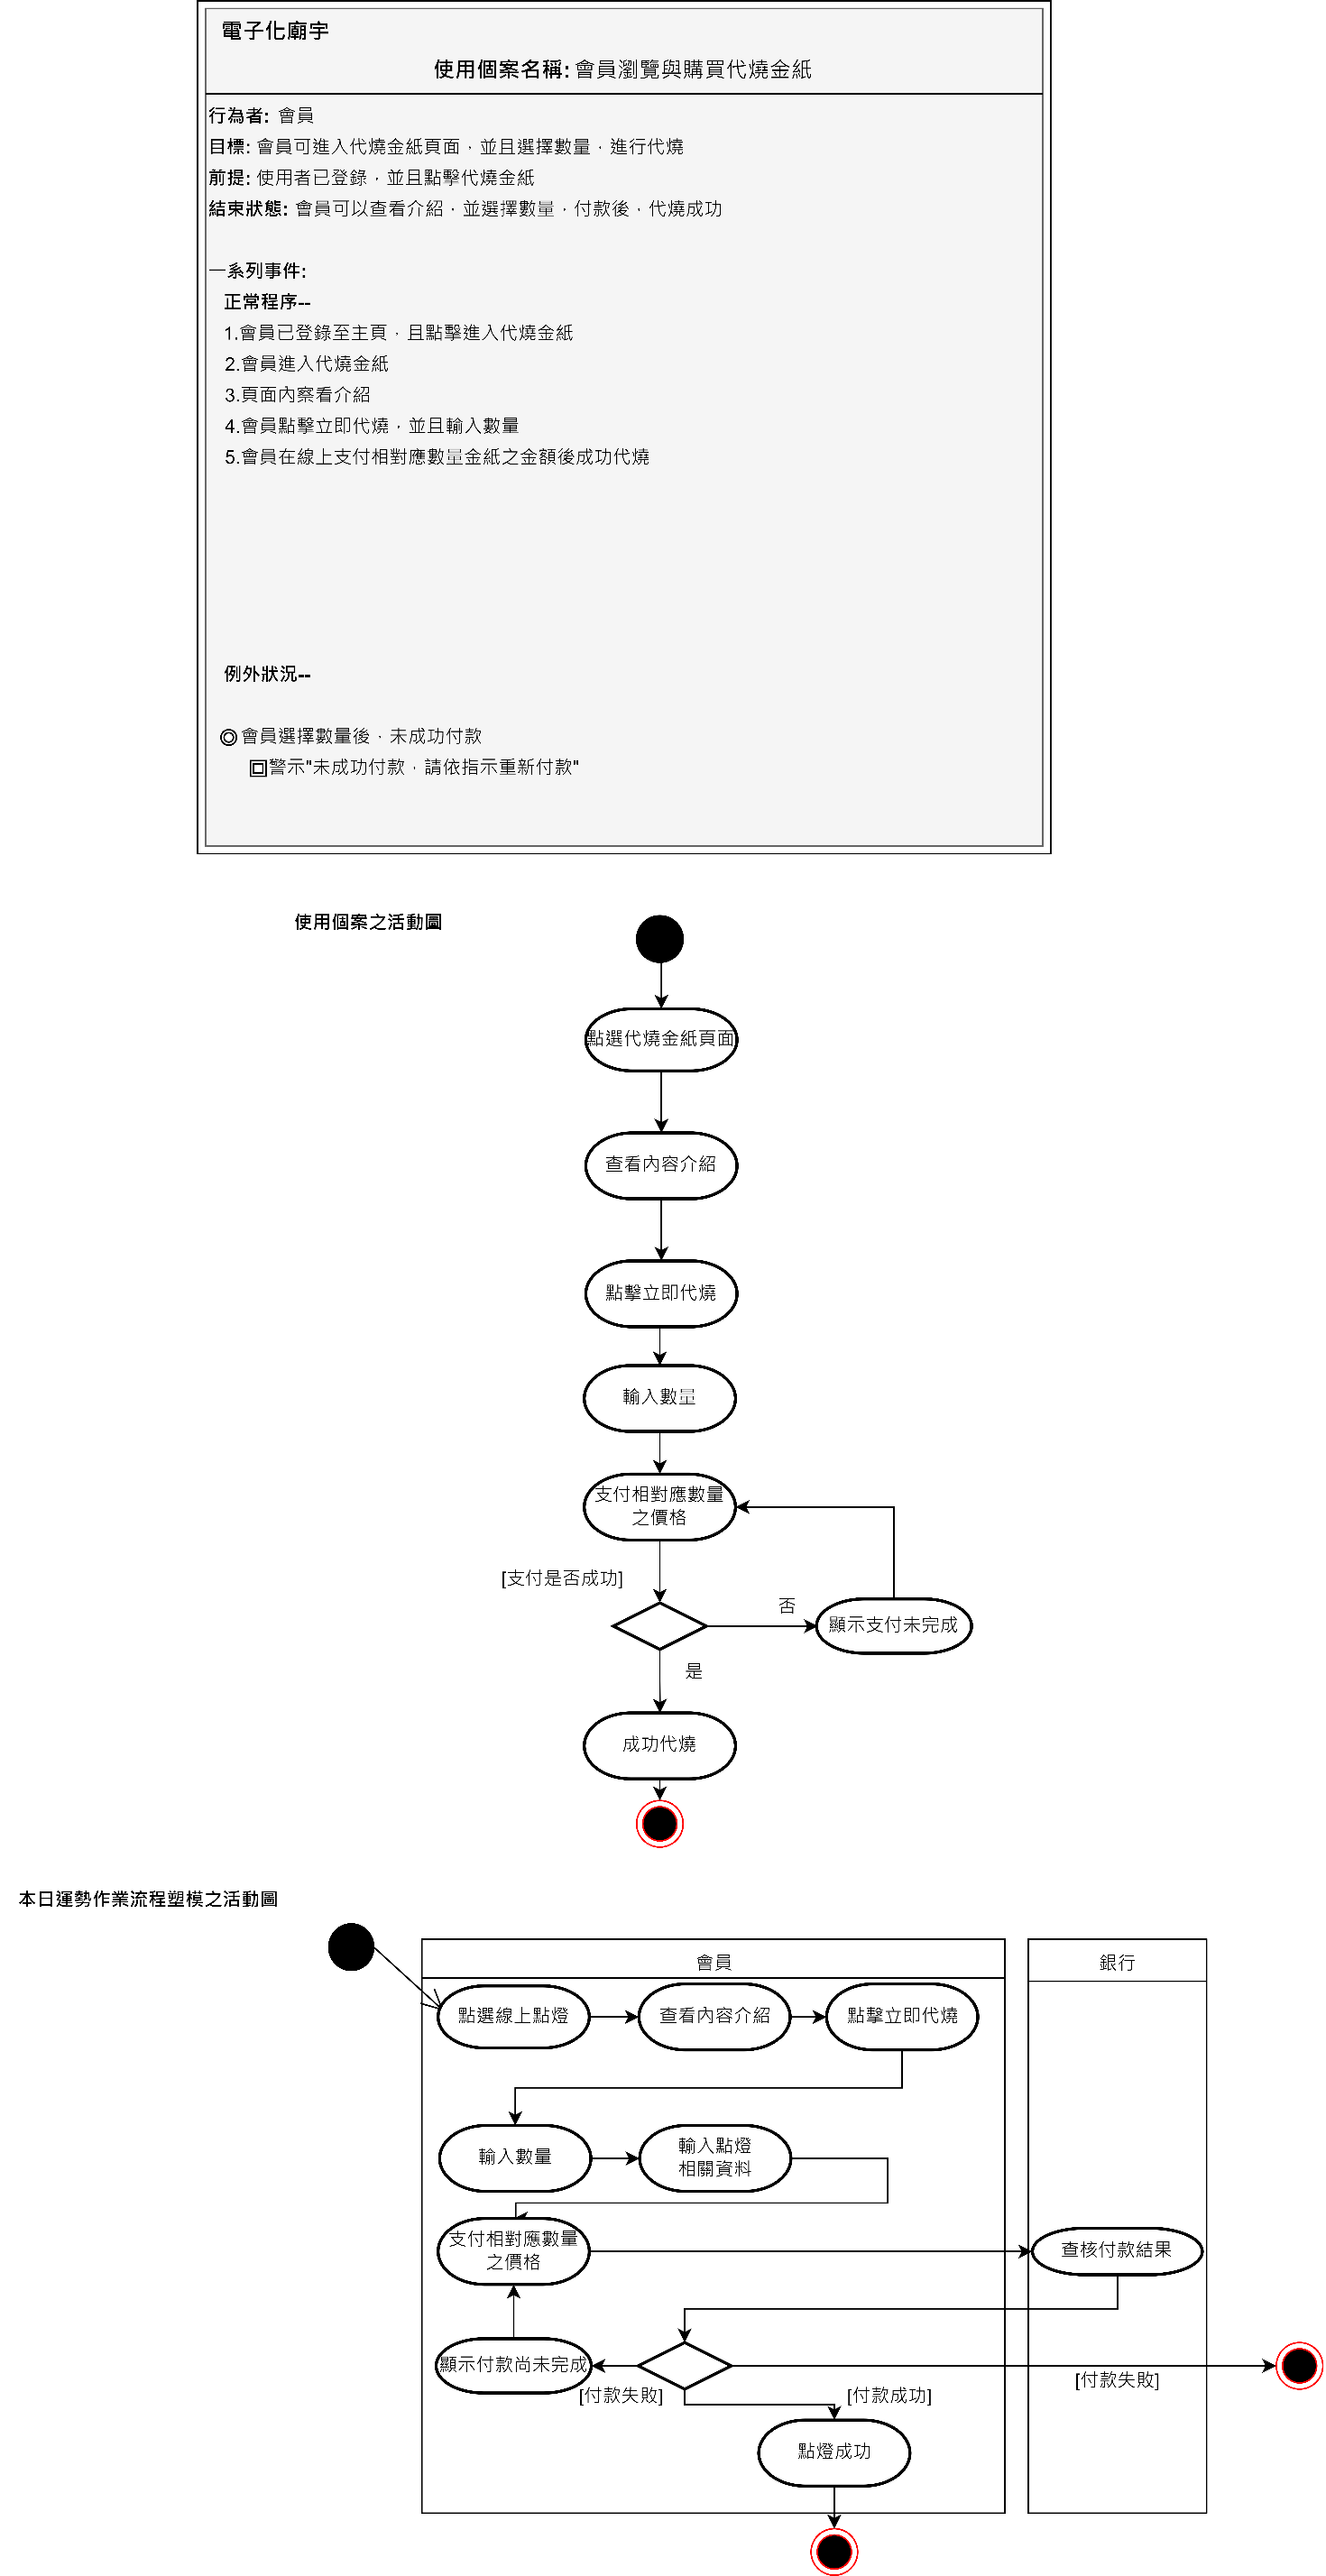 電子化廟宇
使用個案名稱: 會員瀏覽與購買代燒金紙
行為者: 會員
目標: 會員可進入代燒金紙頁面，並且選擇數量，進行代燒
前提: 使用者已登錄，並且點擊代燒金紙
結束狀態: 會員可以查看介紹，並選擇數量，付款後，代燒成功
一系列事件:
正常程序--
1.會員已登錄至主頁，且點擊進入代燒金紙
2.會員進入代燒金紙
3.頁面內察看介紹
4.會員點擊立即代燒，並且輸入數量
5.會員在線上支付相對應數量金紙之金額後成功代燒
例外狀況--
◎會員選擇數量後，未成功付款
回警示"未成功付款，請依指示重新付款"
使用個案之活動圖
點選代燒金紙頁面
查看內容介紹
點擊立即代燒
輸入數量
支付相對應數量
之價格
[支付是否成功]
否
顯示支付未完成
是
成功代燒
本日運勢作業流程塑模之活動圖
會員
銀行
點選線上點燈
查看內容介紹
點擊立即代燒
輸入數量
輸入點燈
相關資料
支付相對應數量
之價格
查核付款結果
顯示付款尚未完成
[付款失敗]
[付款成功]
[付款失敗]
點燈成功